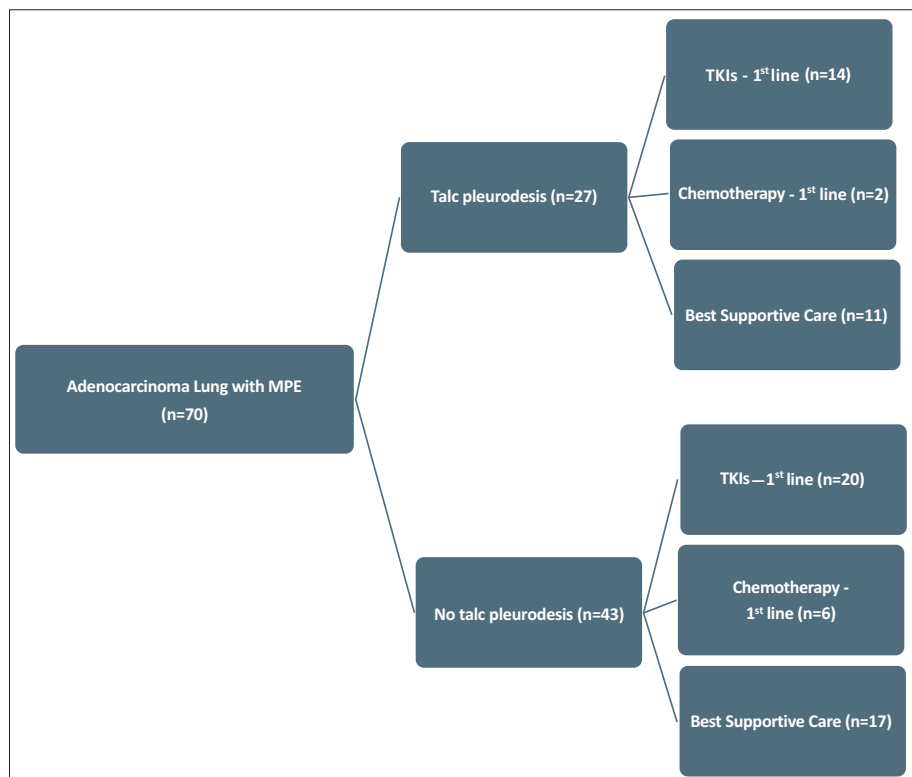 Adenocarcinoma Lung with MPE
(n=70)
Talc pleurodesis (n=27)
TKIs - 1st line (n=14)
Chemotherapy - 1st line (n=2)
Best Supportive Care (n=11)
No talc pleurodesis (n=43)
TKIs—1st line (n=20)
Chemotherapy -
1st line (n=6)
Best Supportive Care (n=17)